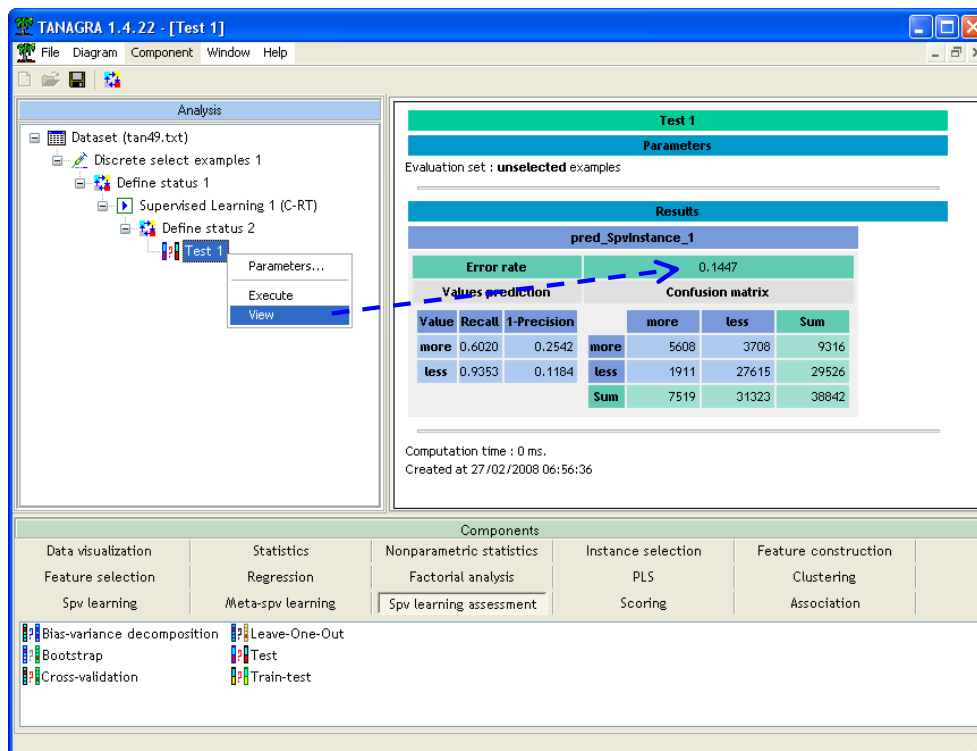 TANAGRA 1.4.22 - [Test 1]
File Diagram Component Window Help
Analysis
Dataset (tan49.txt)
Discrete select examples 1
Define status 1
Supervised Learning 1 (C-RT)
Define status 2
Test 1
Parameters...
Execute
View
Test 1
Parameters
Evaluation set : unselected examples
Results
pred_SpvInstance_1
Error rate 0.1447
Values prediction Confusion matrix
Value Recall 1-Precision
more 0.6020 0.2542
less 0.9353 0.1184
more less Sum
more 5608 3708 9316
less 1911 27615 29526
Sum 7519 31323 38842
Computation time : 0 ms.
Created at 27/02/2008 06:56:36
Components
Data visualization Statistics Nonparametric statistics Instance selection Feature construction
Feature selection Regression Factorial analysis PLS Clustering
Spv learning Meta-spv learning Spv learning assessment Scoring Association
Bias-variance decomposition Leave-One-Out
Bootstrap Test
Cross-validation Train-test